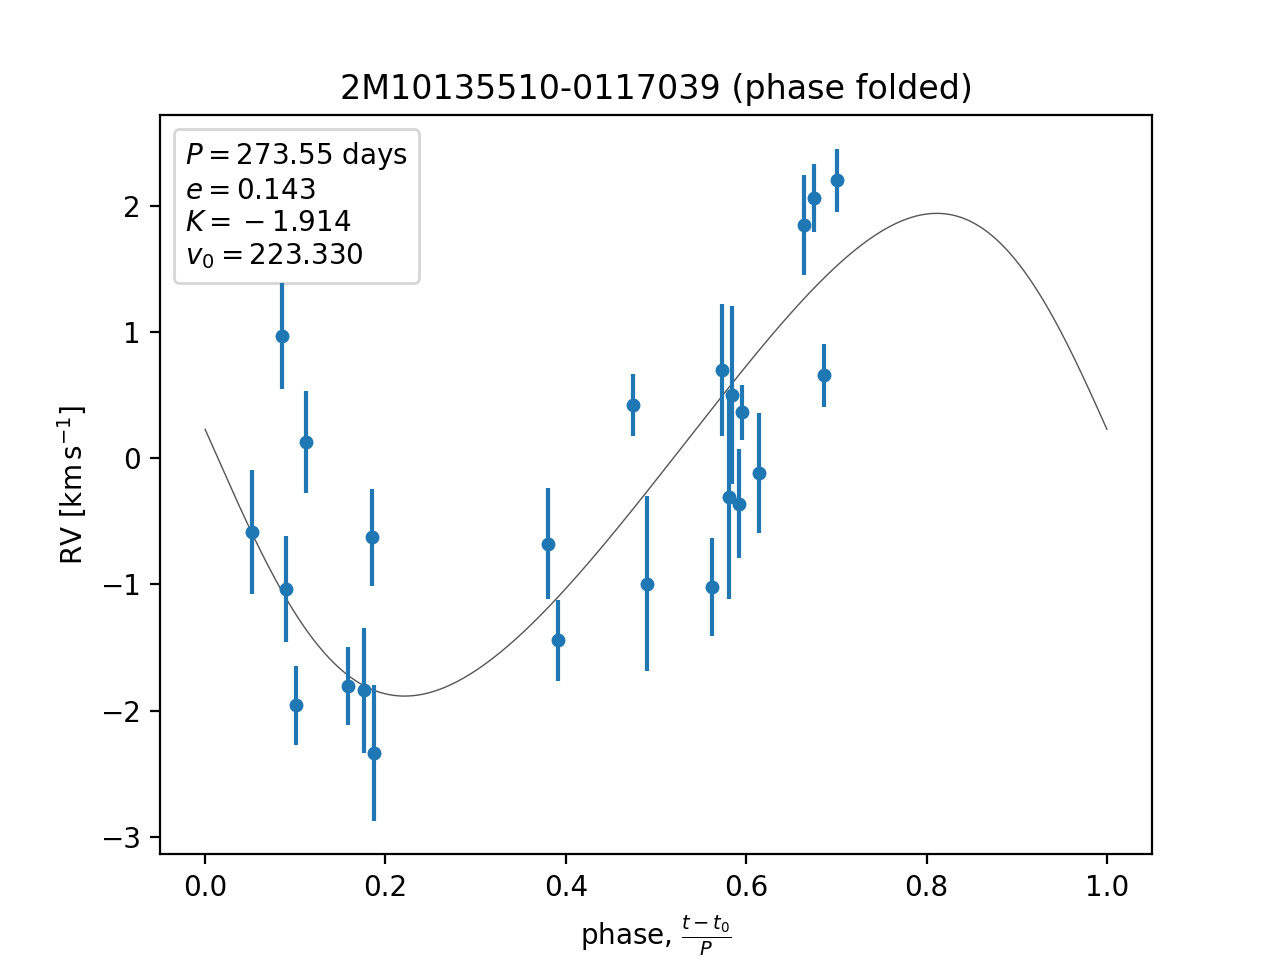 2M10135510-0117039 (phase folded)
P = 273.55 days
e = 0.143
K = −1.914
v₀ = 223.330
2
1
0
−1
−2
−3
RV [km s⁻¹]
0.0 0.2 0.4 0.6 0.8 1.0
phase, (t − t₀)/P